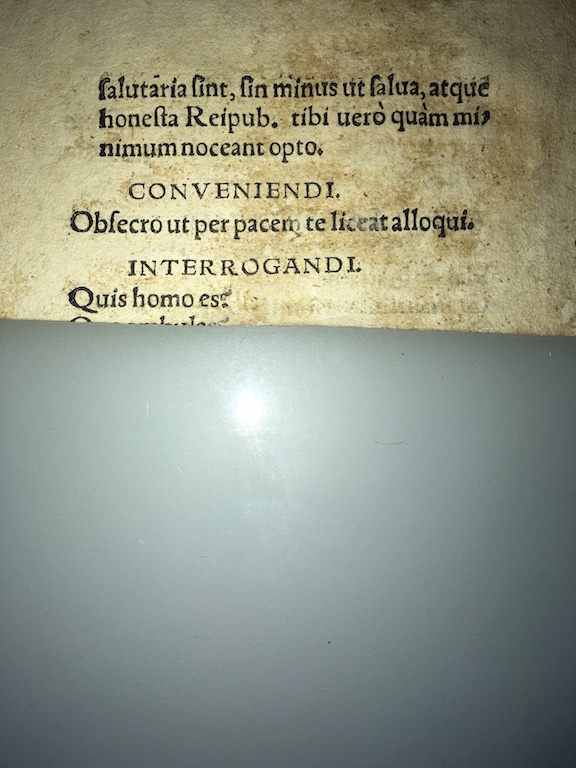 ſalutaria ſint, ſin minus ut ſalua, atque
honeſta Reipub. tibi uerò quàm mi⸗
nimum noceant opto.
CONVENIENDI.
Obſecro ut per pacem te liceat alloqui.
INTERROGANDI.
Quis homo es?